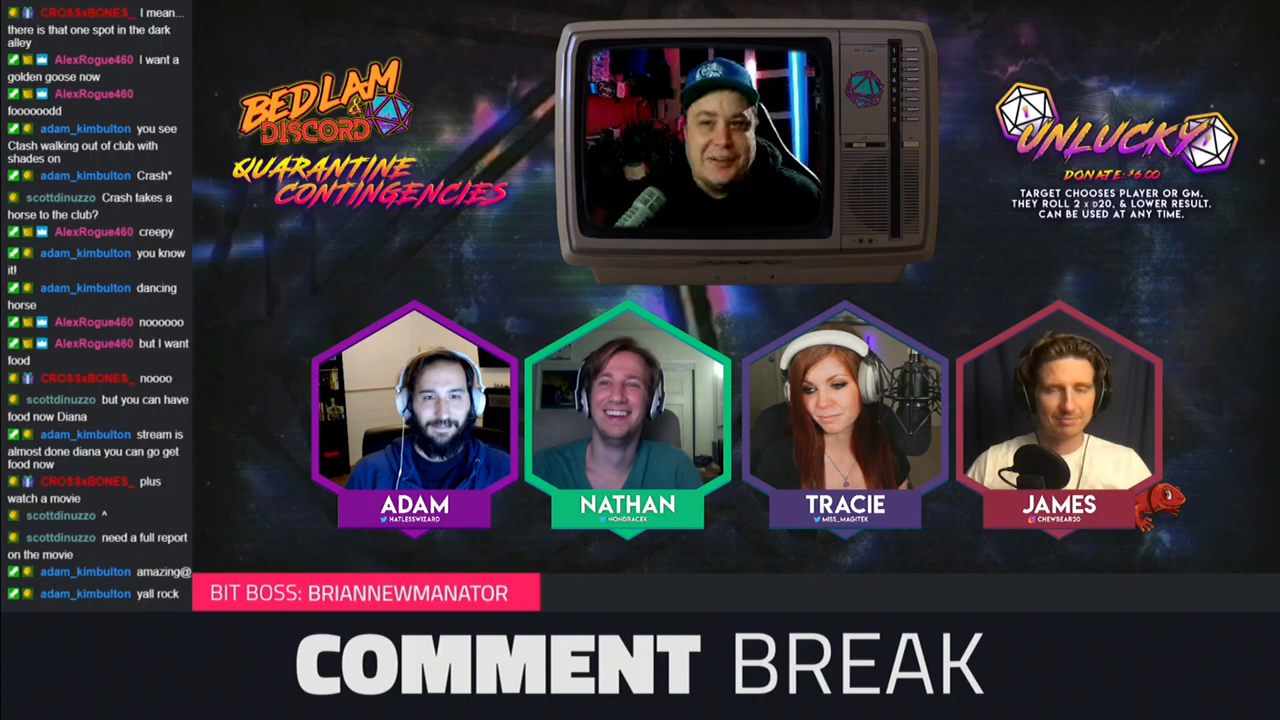 CROSSxBONES_ I mean...
there is that one spot in the dark
alley
AlexRogue460 I want a
golden goose now
AlexRogue460
foooooodd
adam_kimbulton you see
Ctash walking out of club with
shades on
adam_kimbulton Crash*
scottdinuzzo Crash takes a
horse to the club?
AlexRogue460 creepy
adam_kimbulton you know
it!
adam_kimbulton dancing
horse
AlexRogue460 noooooo
AlexRogue460 but I want
food
CROSSxBONES_ noooo
scottdinuzzo but you can have
food now Diana
adam_kimbulton stream is
almost done diana you can go get
food now
CROSSxBONES_ plus
watch a movie
scottdinuzzo ^
scottdinuzzo need a full report
on the movie
adam_kimbulton amazing@
adam_kimbulton yall rock
BEDLAM
&
DISCORD
QUARANTINE
CONTINGENCIES
UNLUCKY
DONATE: $6.00
TARGET CHOOSES PLAYER OR GM.
THEY ROLL 2 x D20, & LOWER RESULT.
CAN BE USED AT ANY TIME.
ADAM
HATLESSWIZARD
NATHAN
NONDRACEK
TRACIE
MISS_MAGITEK
JAMES
CHEWBEAR20
BIT BOSS: BRIANNEWMANATOR
COMMENT BREAK